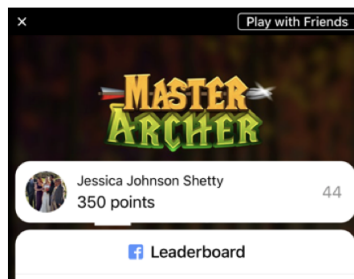 ×
Play with Friends
MASTER
ARCHER
Jessica Johnson Shetty
350 points
44
Leaderboard